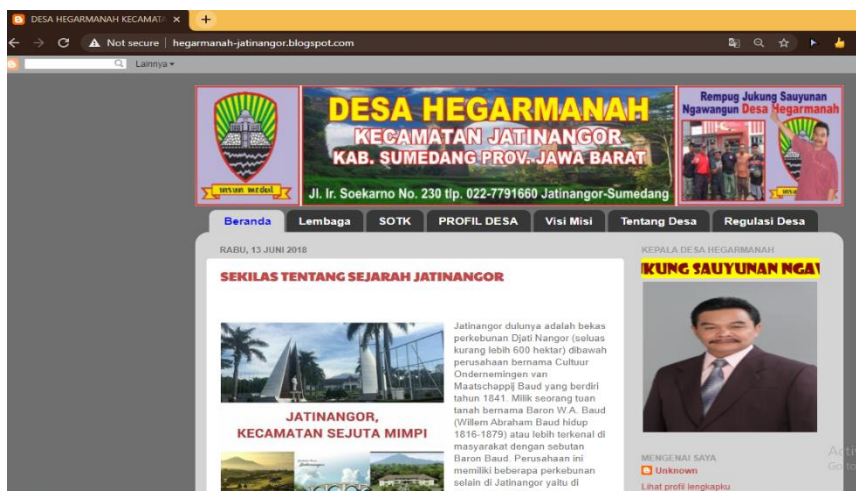 DESA HEGARMANAH KECAMATA
Not secure | hegarmanah-jatinangor.blogspot.com
Lainnya
DESA HEGARMANAH
KECAMATAN JATINANGOR
KAB. SUMEDANG PROV. JAWA BARAT
Jl. Ir. Soekarno No. 230 tlp. 022-7791660 Jatinangor-Sumedang
insun medal
Rempug Jukung Sauyunan
Ngawangun Desa Hegarmanah
Beranda Lembaga SOTK PROFIL DESA Visi Misi Tentang Desa Regulasi Desa
RABU, 13 JUNI 2018
SEKILAS TENTANG SEJARAH JATINANGOR
JATINANGOR,
KECAMATAN SEJUTA MIMPI
Jatinangor dulunya adalah bekas
perkebunan Djati Nangor (seluas
kurang lebih 600 hektar) dibawah
perusahaan bernama Cultuur
Ondernemingen van
Maatschappij Baud yang berdiri
tahun 1841. Milik seorang tuan
tanah bernama Baron W.A. Baud
(Willem Abraham Baud hidup
1816-1879) atau lebih terkenal di
masyarakat dengan sebutan
Baron Baud. Perusahaan ini
memiliki beberapa perkebunan
selain di Jatinangor yaitu di
KEPALA DESA HEGARMANAH
KUNG SAUYUNAN NGA
MENGENAI SAYA
Unknown
Lihat profil lengkapku
Acti
Go to